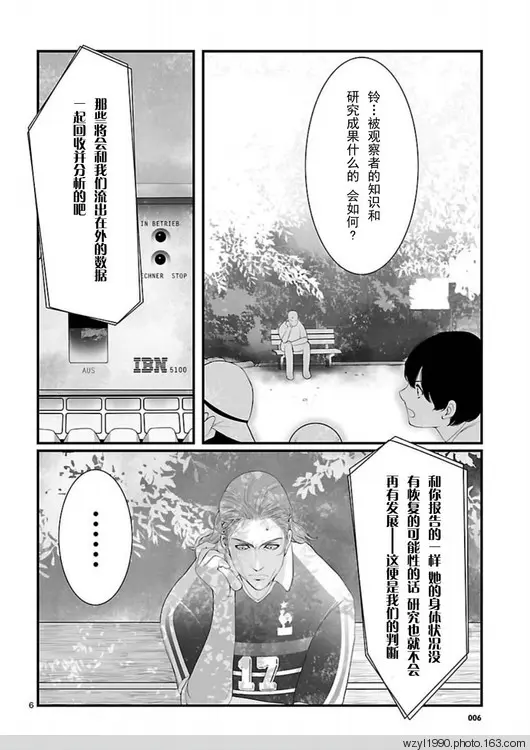 铃…被观察者的知识和
研究成果什么的 会如何？
那些将会和我们流出在外的数据
一起回收并分析的吧
IN BETRIEB
CHNER STOP
AUS
IBN 5100
和你报告的一样 她的身体状况没
有恢复的可能性的话 研究也就不会
再有发展——这便是我们的判断
……
17
6
006
wzyl1990.photo.163.com